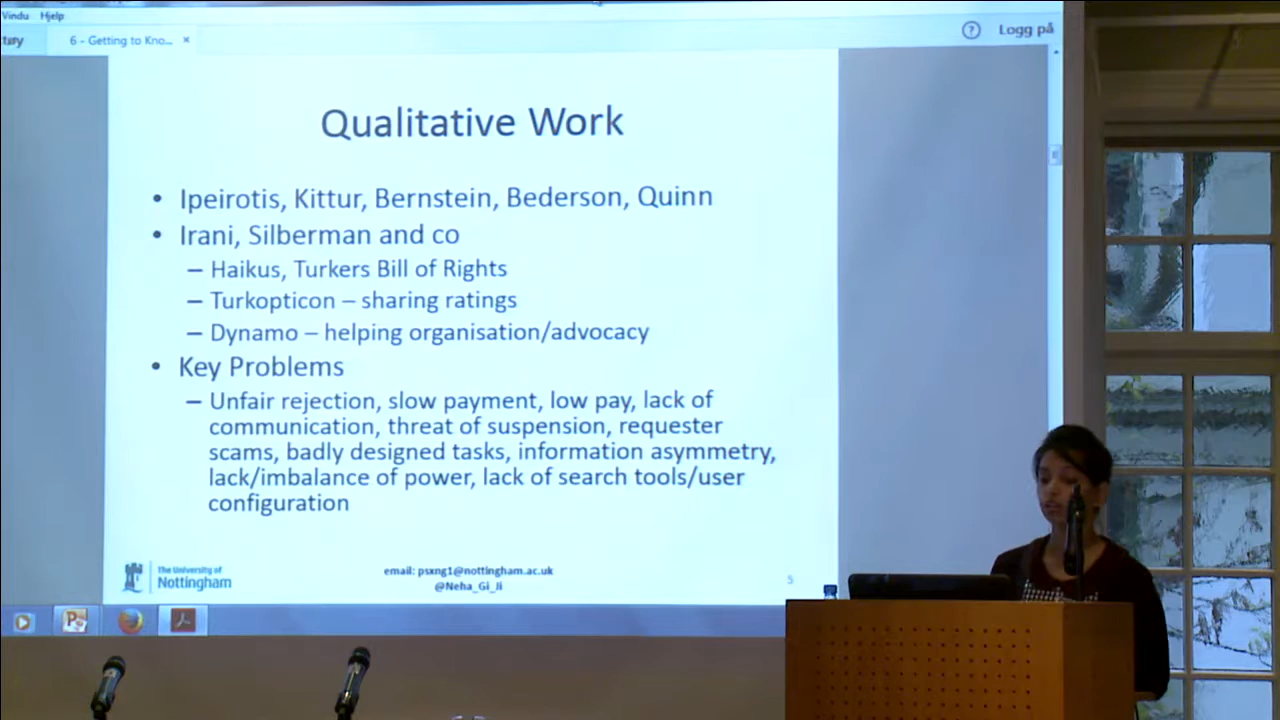 Vindu Hjelp
6 - Getting to Kno... ×
? Logg på
Qualitative Work
• Ipeirotis, Kittur, Bernstein, Bederson, Quinn
• Irani, Silberman and co
– Haikus, Turkers Bill of Rights
– Turkopticon – sharing ratings
– Dynamo – helping organisation/advocacy
• Key Problems
– Unfair rejection, slow payment, low pay, lack of
communication, threat of suspension, requester
scams, badly designed tasks, information asymmetry,
lack/imbalance of power, lack of search tools/user
configuration
The University of
Nottingham
email: psxng1@nottingham.ac.uk
@Neha_Gi_li
5